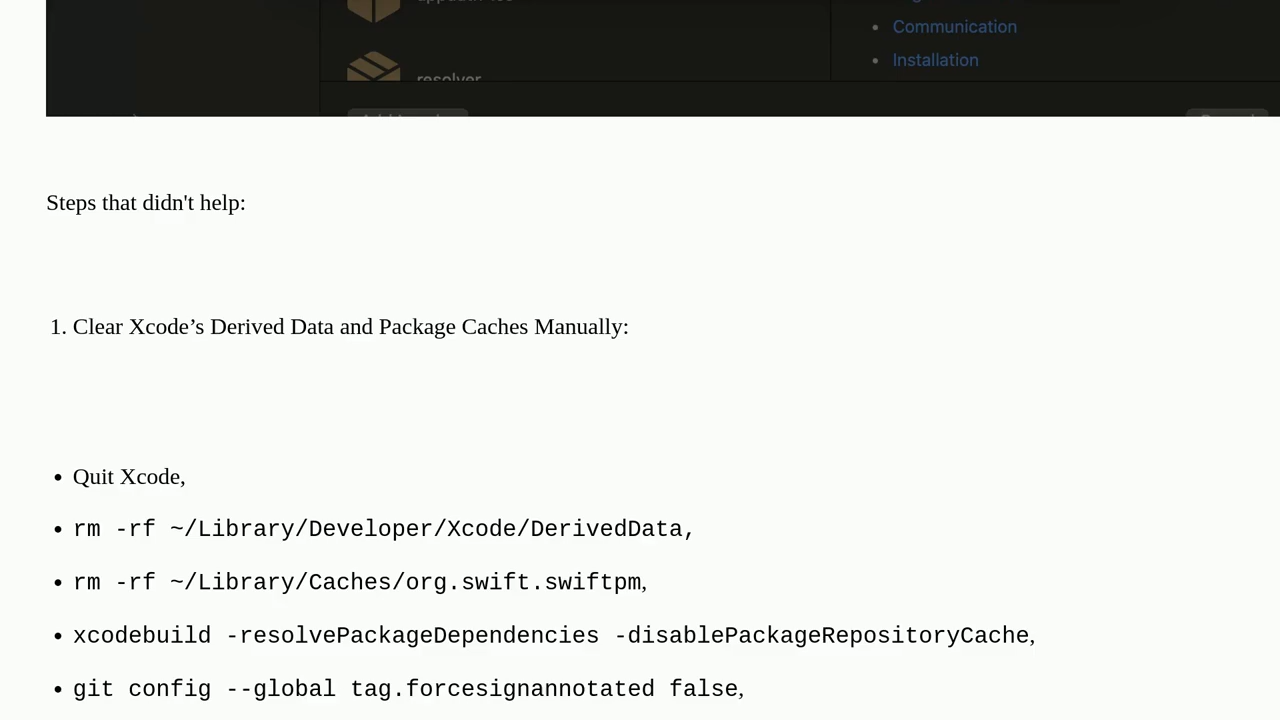 Communication
Installation
resolver
Steps that didn't help:
1. Clear Xcode’s Derived Data and Package Caches Manually:
• Quit Xcode,
• rm -rf ~/Library/Developer/Xcode/DerivedData,
• rm -rf ~/Library/Caches/org.swift.swiftpm,
• xcodebuild -resolvePackageDependencies -disablePackageRepositoryCache,
• git config --global tag.forcesignannotated false,